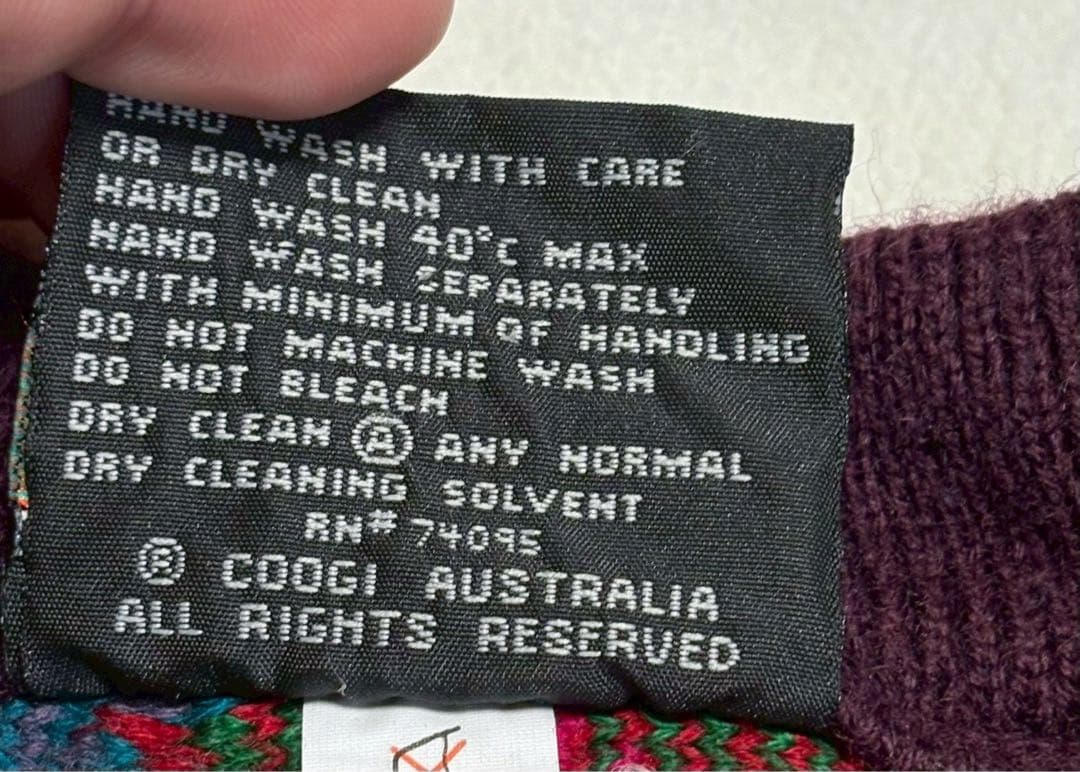 HAND WASH WITH CARE
OR DRY CLEAN
HAND WASH 40°C MAX
HAND WASH SEPARATELY
WITH MINIMUM OF HANDLING
DO NOT MACHINE WASH
DO NOT BLEACH
DRY CLEAN Ⓐ ANY NORMAL
DRY CLEANING SOLVENT
RN# 74095
® COOGI AUSTRALIA
ALL RIGHTS RESERVED